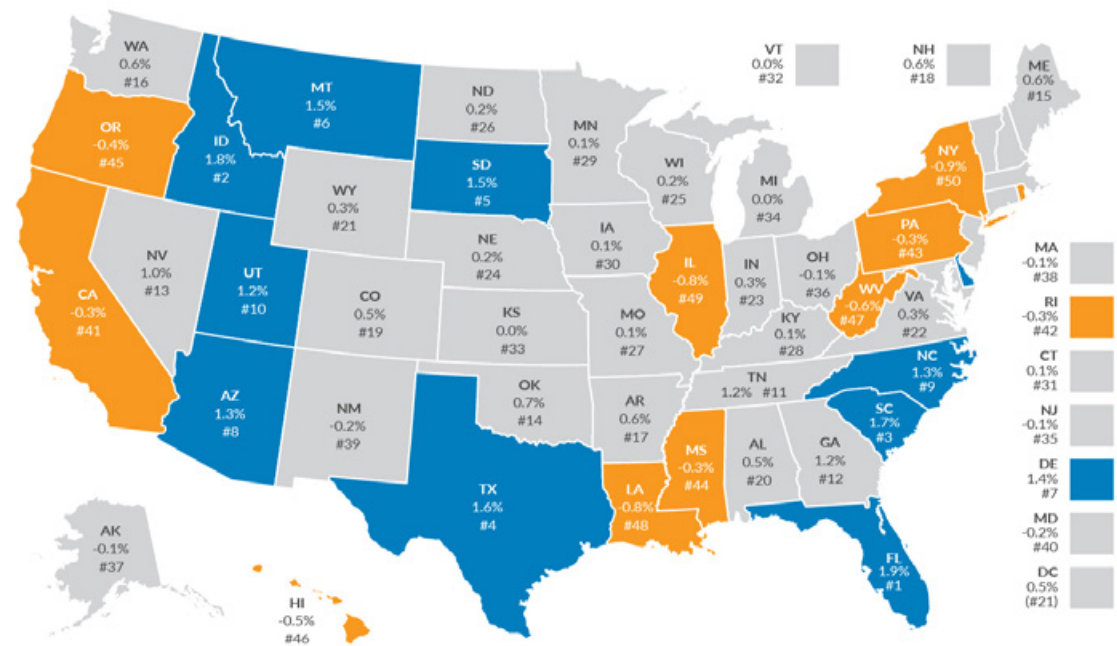 WA
0.6%
#16
VT
0.0%
#32
NH
0.6%
#18
ME
0.6%
#15
MT
1.5%
#6
ND
0.2%
#26
MN
0.1%
#29
OR
-0.4%
#45
ID
1.8%
#2
SD
1.5%
#5
WI
0.2%
#25
MI
0.0%
#34
NY
-0.9%
#50
WY
0.3%
#21
IA
0.1%
#30
PA
-0.3%
#43
NV
1.0%
#13
UT
1.2%
#10
NE
0.2%
#24
IL
-0.8%
#49
IN
0.3%
#23
OH
-0.1%
#36
MA
-0.1%
#38
CA
-0.3%
#41
CO
0.5%
#19
KS
0.0%
#33
MO
0.1%
#27
KY
0.1%
#28
WV
-0.6%
#47
VA
0.3%
#22
RI
-0.3%
#42
AZ
1.3%
#8
NM
-0.2%
#39
OK
0.7%
#14
AR
0.6%
#17
TN
1.2% #11
NC
1.3%
#9
CT
0.1%
#31
SC
1.7%
#3
NJ
-0.1%
#35
TX
1.6%
#4
LA
-0.8%
#48
MS
-0.3%
#44
AL
0.5%
#20
GA
1.2%
#12
DE
1.4%
#7
AK
-0.1%
#37
FL
1.9%
#1
MD
-0.2%
#40
HI
-0.5%
#46
DC
0.5%
(#21)